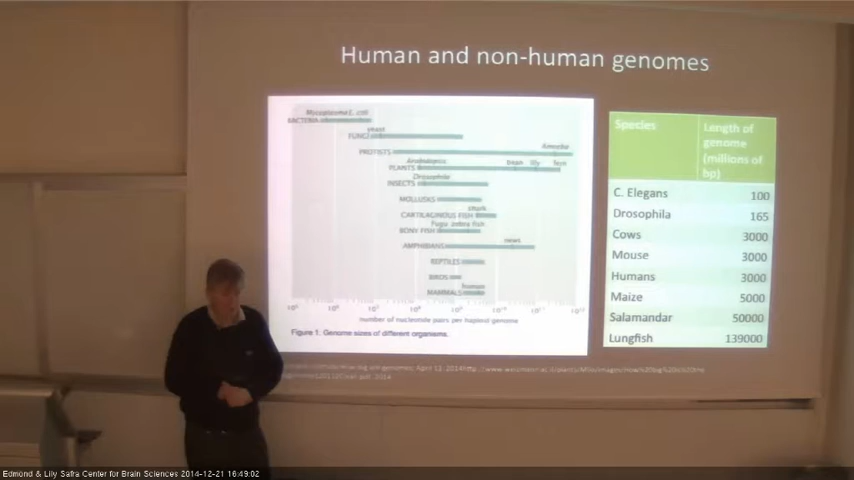 Human and non-human genomes
BACTERIA
yeast
FUNGI
Amoeba
PROTISTS
Arabidopsis
bean lily fern
PLANTS
Drosophila
INSECTS
MOLLUSKS
shark
CARTILAGINOUS FISH
Fugu zebra fish
BONY FISH
newt
AMPHIBIANS
REPTILES
BIRDS
human
MAMMALS
number of nucleotide pairs per haploid genome
Figure 1: Genome sizes of different organisms.
Species Length of genome (millions of bp)
C. Elegans 100
Drosophila 165
Cows 3000
Mouse 3000
Humans 3000
Maize 5000
Salamandar 50000
Lungfish 139000
Edmond & Lily Safra Center for Brain Sciences 2014-12-21 16:49:02